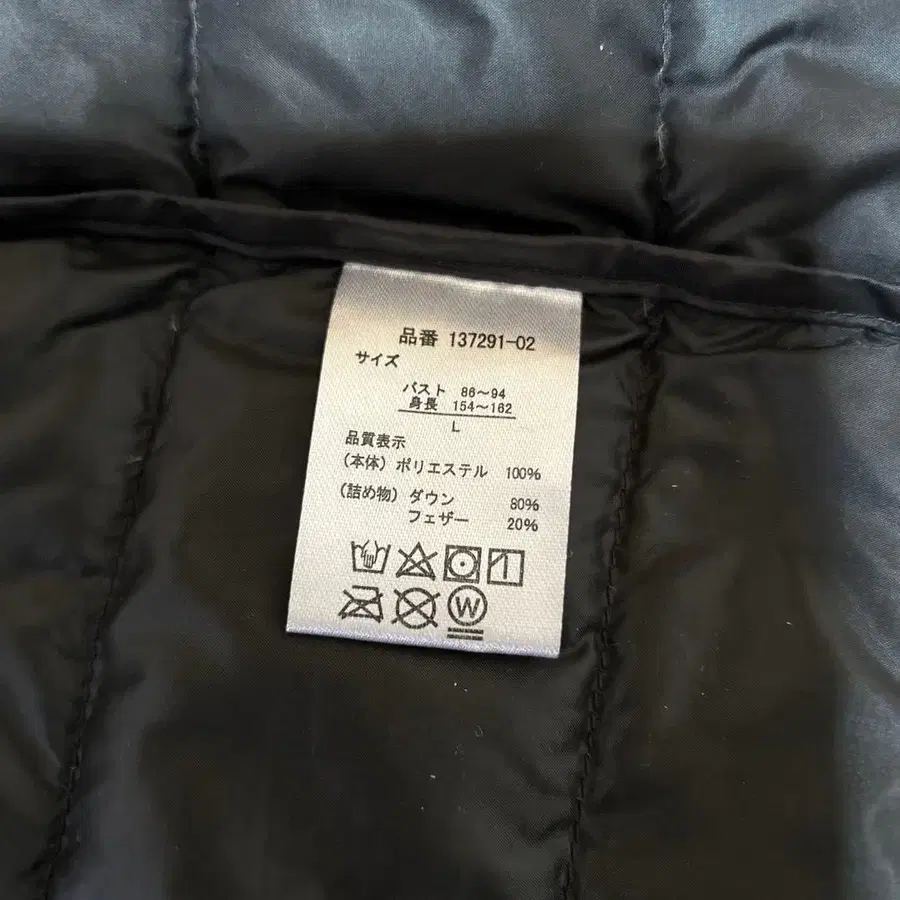 品番 137291-02
サイズ
バスト 86～94
身長 154～162
L
品質表示
(本体) ポリエステル 100%
(詰め物) ダウン 80%
フェザー 20%
W